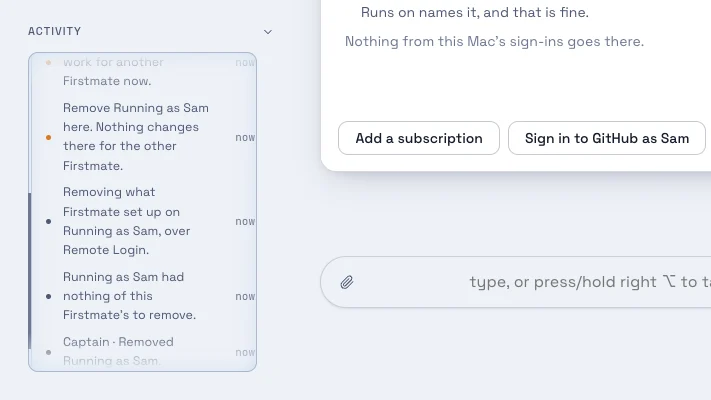 ACTIVITY
work for another
Firstmate now.
now
Remove Running as Sam
here. Nothing changes
there for the other
Firstmate.
now
Removing what
Firstmate set up on
Running as Sam, over
Remote Login.
now
Running as Sam had
nothing of this
Firstmate's to remove.
now
Captain · Removed
Running as Sam.
now
Runs on names it, and that is fine.
Nothing from this Mac's sign-ins goes there.
Add a subscription
Sign in to GitHub as Sam
type, or press/hold right ⌥ to ta